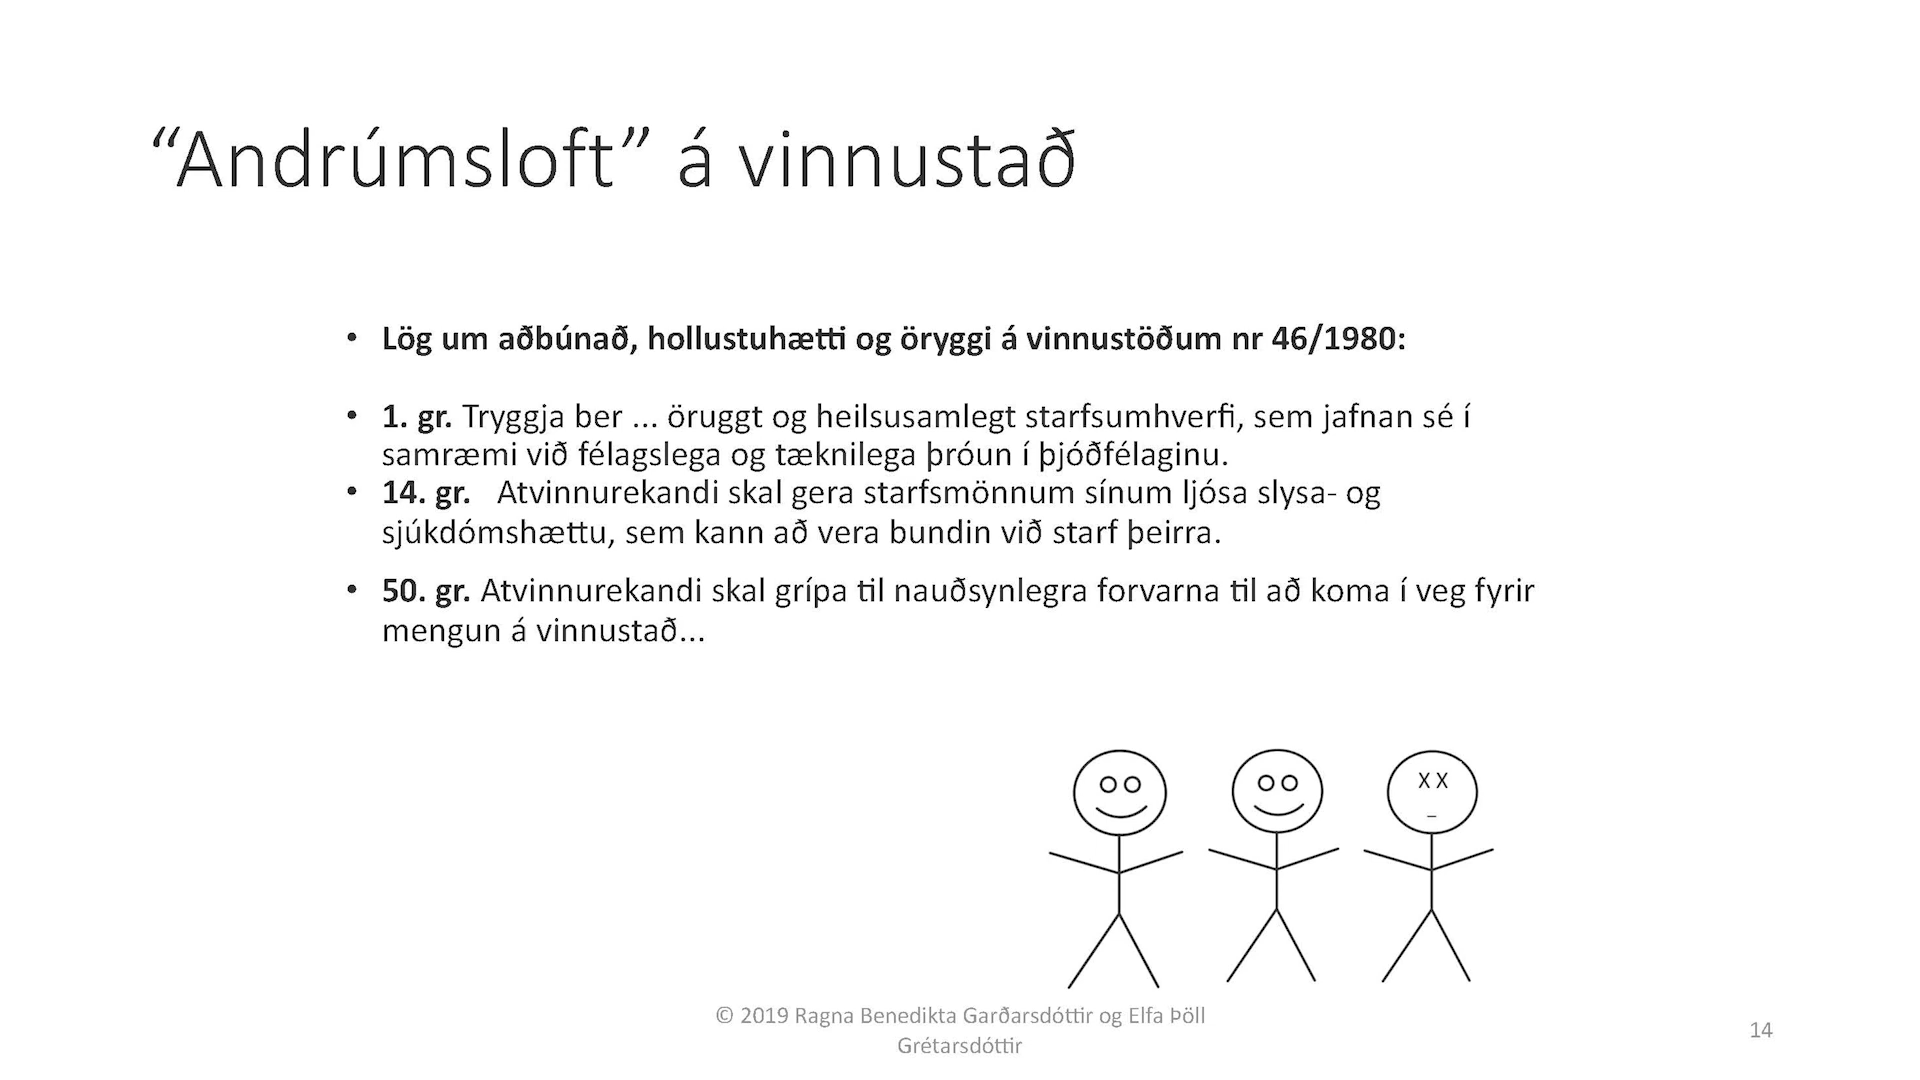 “Andrúmsloft” á vinnustað
• Lög um aðbúnað, hollustuhætti og öryggi á vinnustöðum nr 46/1980:
• 1. gr. Tryggja ber ... öruggt og heilsusamlegt starfsumhverfi, sem jafnan sé í
samræmi við félagslega og tæknilega þróun í þjóðfélaginu.
• 14. gr. Atvinnurekandi skal gera starfsmönnum sínum ljósa slysa- og
sjúkdómshættu, sem kann að vera bundin við starf þeirra.
• 50. gr. Atvinnurekandi skal grípa til nauðsynlegra forvarna til að koma í veg fyrir
mengun á vinnustað...
X X
_
© 2019 Ragna Benedikta Garðarsdóttir og Elfa Þöll
Grétarsdóttir
14